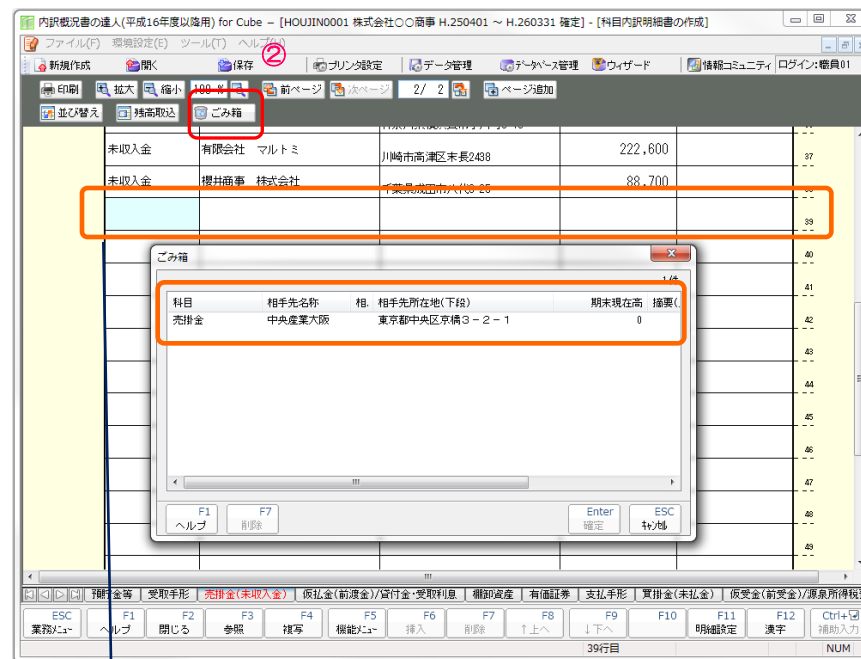 内訳概況書の達人(平成16年度以降用) for Cube - [HOUJIN0001 株式会社○○商事 H.250401 ～ H.260331 確定] - [科目内訳明細書の作成]
ファイル(F) 環境設定(E) ツール(T) ヘルプ(H)
②
新規作成 開く 保存 プリンタ設定 データ管理 データベース管理 ウィザード 情報コミュニティ ログイン:職員01
印刷 拡大 縮小 100 % 前ページ 次ページ 2/ 2 ページ追加
並び替え 残高取込 ごみ箱
未収入金 有限会社 マルトミ 川崎市高津区末長2438 222,600 37
未収入金 櫻井商事 株式会社 千葉県成田市八代3-25 88,700 38
39
ごみ箱
40
1/件
41
科目 相手先名称 相. 相手先所在地(下段) 期末現在高 摘要(.
売掛金 中央産業大阪 東京都中央区京橋３－２－１ 0
42
43
44
45
46
47
F1 F7 Enter ESC
ヘルプ 削除 確定 キャンセル
48
49
預貯金等 受取手形 売掛金(未収入金) 仮払金(前渡金)/貸付金・受取利息 棚卸資産 有価証券 支払手形 買掛金(未払金) 仮受金(前受金)/源泉所得税
ESC F1 F2 F3 F4 F5 F6 F7 F8 F9 F10 F11 F12 Ctrl+
業務メニュー ヘルプ 閉じる 参照 複写 機能メニュー 挿入 削除 ↑上へ ↓下へ 明細設定 漢字 補助入力
39行目 NUM